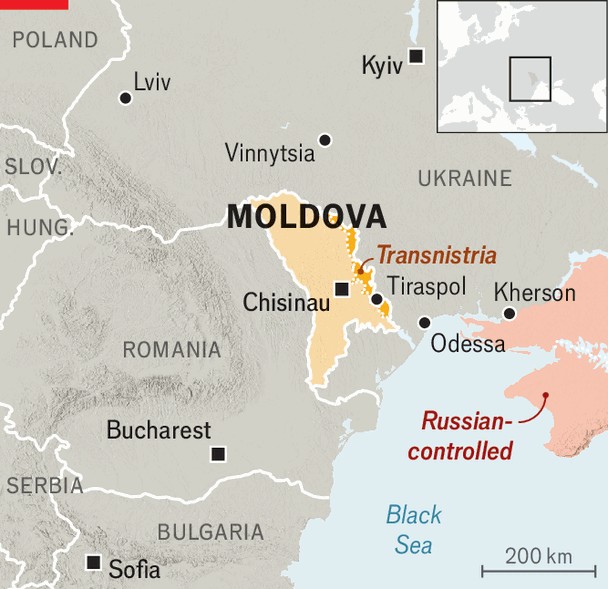 POLAND
Lviv
Kyiv
Vinnytsia
SLOV.
UKRAINE
HUNG.
MOLDOVA
Transnistria
Tiraspol
Kherson
Chisinau
Odessa
ROMANIA
Russian-
controlled
Bucharest
SERBIA
Black
Sea
BULGARIA
200 km
Sofia